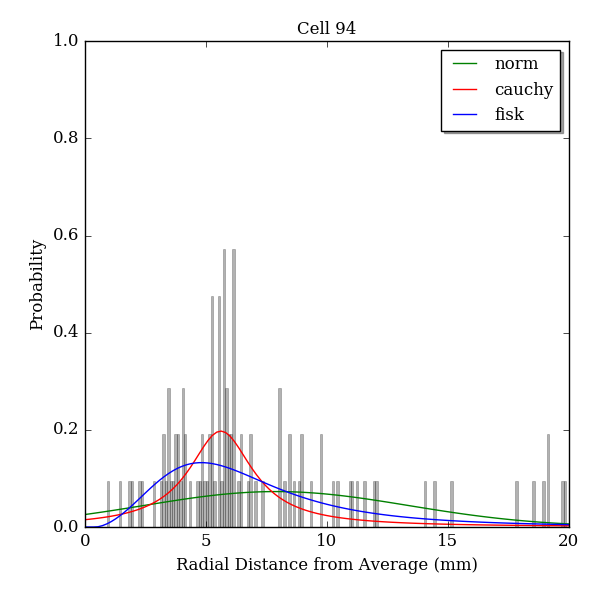 Cell 94
norm
cauchy
fisk
1.0
0.8
0.6
0.4
0.2
0.0
Probability
0 5 10 15 20
Radial Distance from Average (mm)